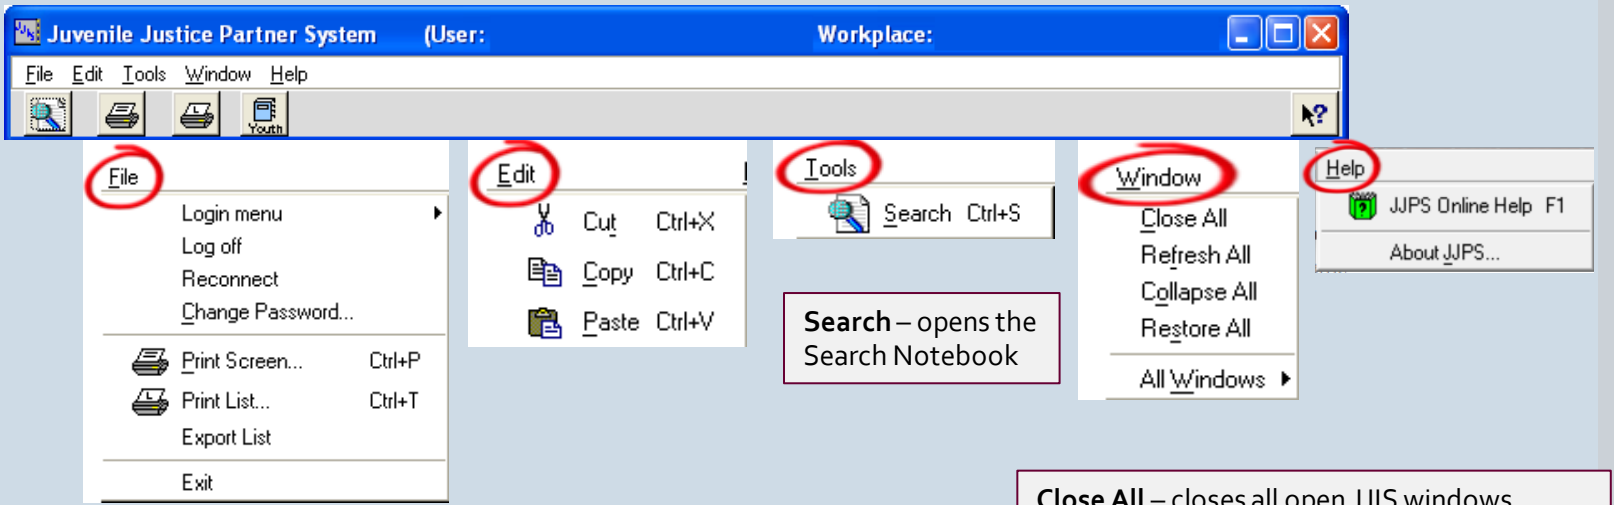 Juvenile Justice Partner System (User: Workplace:
File Edit Tools Window Help
Youth
File
Login menu
Log off
Reconnect
Change Password...
Print Screen... Ctrl+P
Print List... Ctrl+T
Export List
Exit
Edit
Cut Ctrl+X
Copy Ctrl+C
Paste Ctrl+V
Tools
Search Ctrl+S
Search – opens the
Search Notebook
Window
Close All
Refresh All
Collapse All
Restore All
All Windows
Help
JJPS Online Help F1
About JJPS...
Close All – closes all open JJIS windows